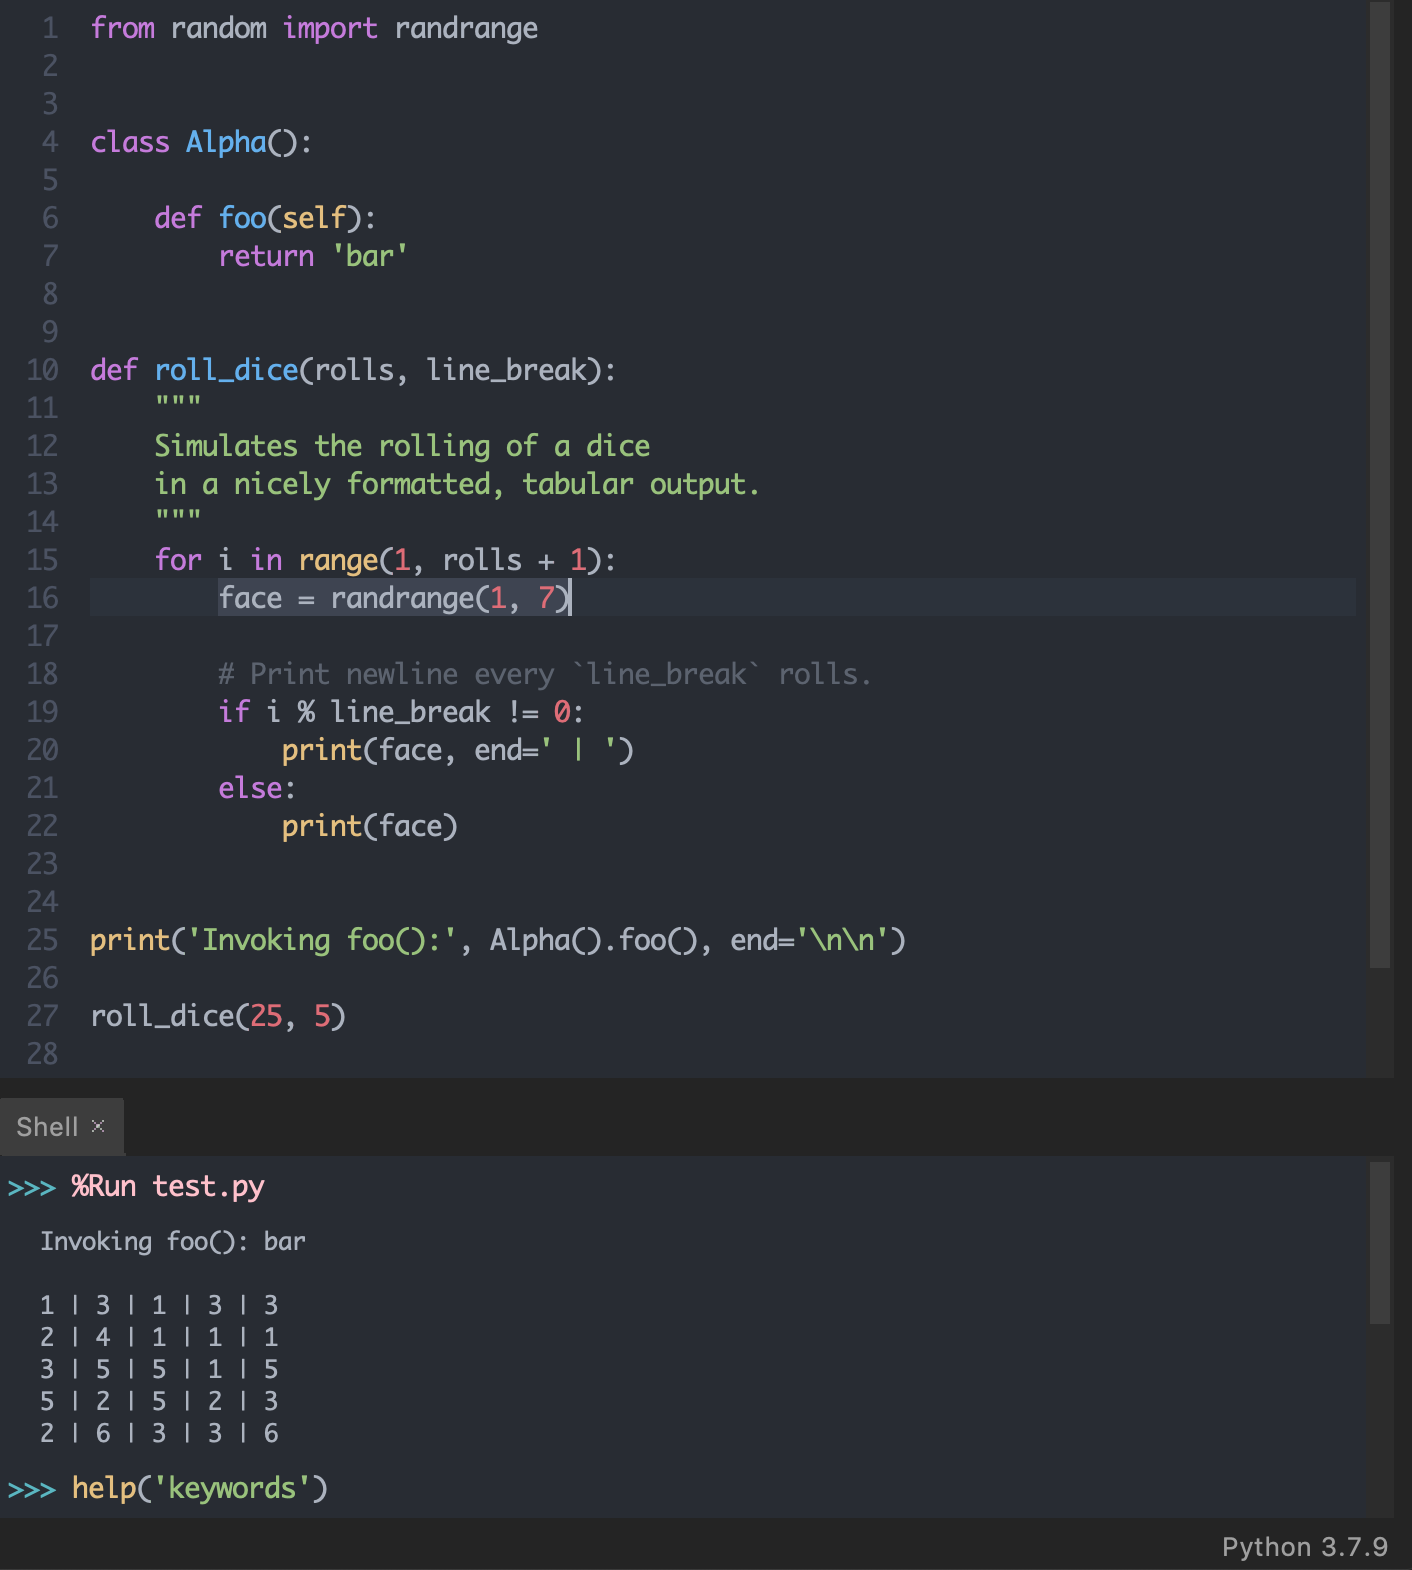 1 from random import randrange
2
3
4 class Alpha():
5
6     def foo(self):
7         return 'bar'
8
9
10 def roll_dice(rolls, line_break):
11     """
12     Simulates the rolling of a dice
13     in a nicely formatted, tabular output.
14     """
15     for i in range(1, rolls + 1):
16         face = randrange(1, 7)
17
18         # Print newline every `line_break` rolls.
19         if i % line_break != 0:
20             print(face, end=' | ')
21         else:
22             print(face)
23
24
25 print('Invoking foo():', Alpha().foo(), end='\n\n')
26
27 roll_dice(25, 5)
28
Shell ×
>>> %Run test.py
Invoking foo(): bar
1 | 3 | 1 | 3 | 3
2 | 4 | 1 | 1 | 1
3 | 5 | 5 | 1 | 5
5 | 2 | 5 | 2 | 3
2 | 6 | 3 | 3 | 6
>>> help('keywords')
Python 3.7.9